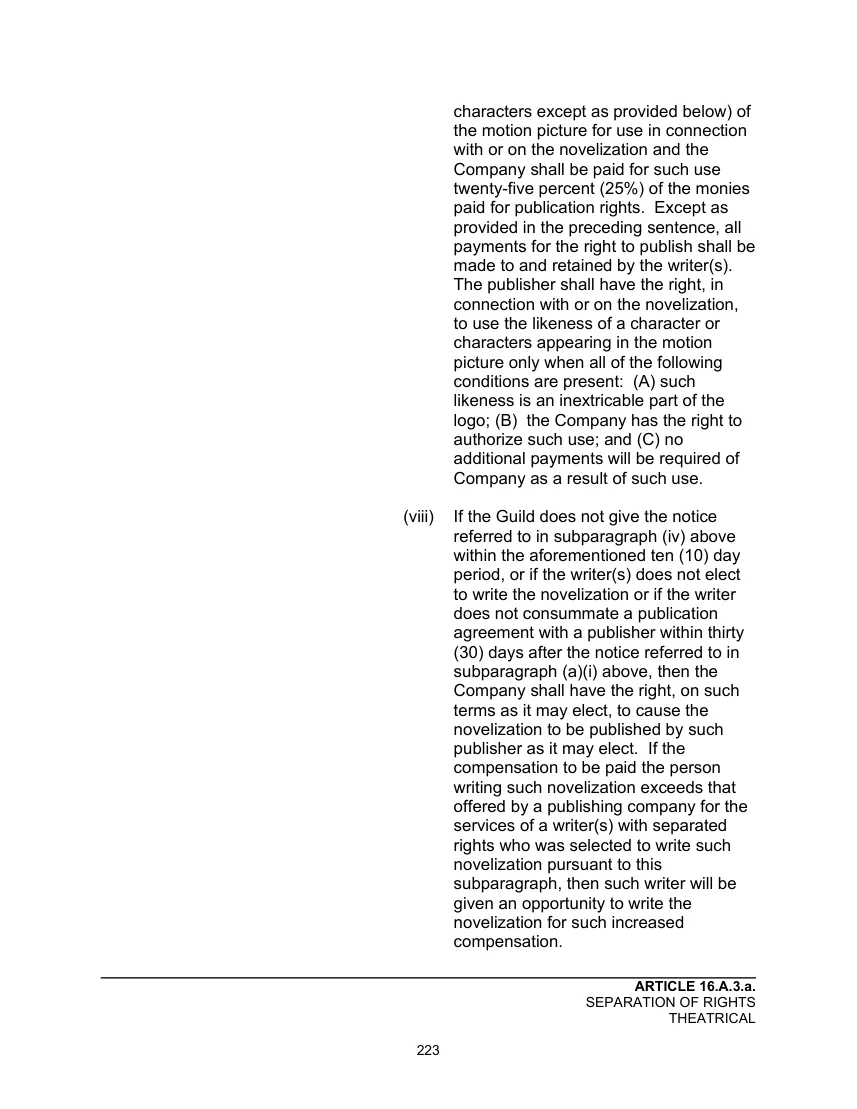 characters except as provided below) of
the motion picture for use in connection
with or on the novelization and the
Company shall be paid for such use
twenty-five percent (25%) of the monies
paid for publication rights.  Except as
provided in the preceding sentence, all
payments for the right to publish shall be
made to and retained by the writer(s).
The publisher shall have the right, in
connection with or on the novelization,
to use the likeness of a character or
characters appearing in the motion
picture only when all of the following
conditions are present:  (A) such
likeness is an inextricable part of the
logo; (B)  the Company has the right to
authorize such use; and (C) no
additional payments will be required of
Company as a result of such use.
(viii) If the Guild does not give the notice
referred to in subparagraph (iv) above
within the aforementioned ten (10) day
period, or if the writer(s) does not elect
to write the novelization or if the writer
does not consummate a publication
agreement with a publisher within thirty
(30) days after the notice referred to in
subparagraph (a)(i) above, then the
Company shall have the right, on such
terms as it may elect, to cause the
novelization to be published by such
publisher as it may elect.  If the
compensation to be paid the person
writing such novelization exceeds that
offered by a publishing company for the
services of a writer(s) with separated
rights who was selected to write such
novelization pursuant to this
subparagraph, then such writer will be
given an opportunity to write the
novelization for such increased
compensation.
ARTICLE 16.A.3.a.
SEPARATION OF RIGHTS
THEATRICAL
223